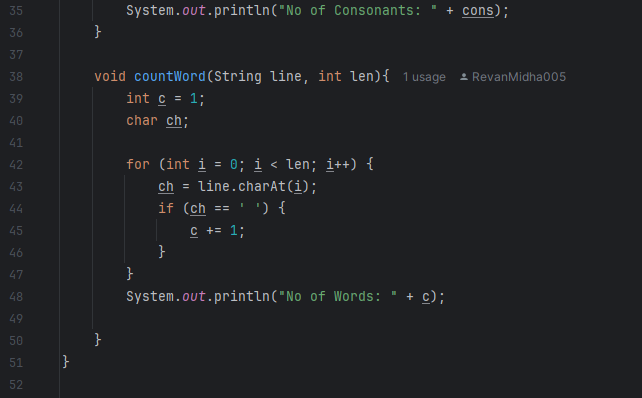 35 System.out.println("No of Consonants: " + cons);
36 }
37
38 void countWord(String line, int len){ 1 usage RevanMidha005
39 int c = 1;
40 char ch;
41
42 for (int i = 0; i < len; i++) {
43 ch = line.charAt(i);
44 if (ch == ' ') {
45 c += 1;
46 }
47 }
48 System.out.println("No of Words: " + c);
49
50 }
51 }
52